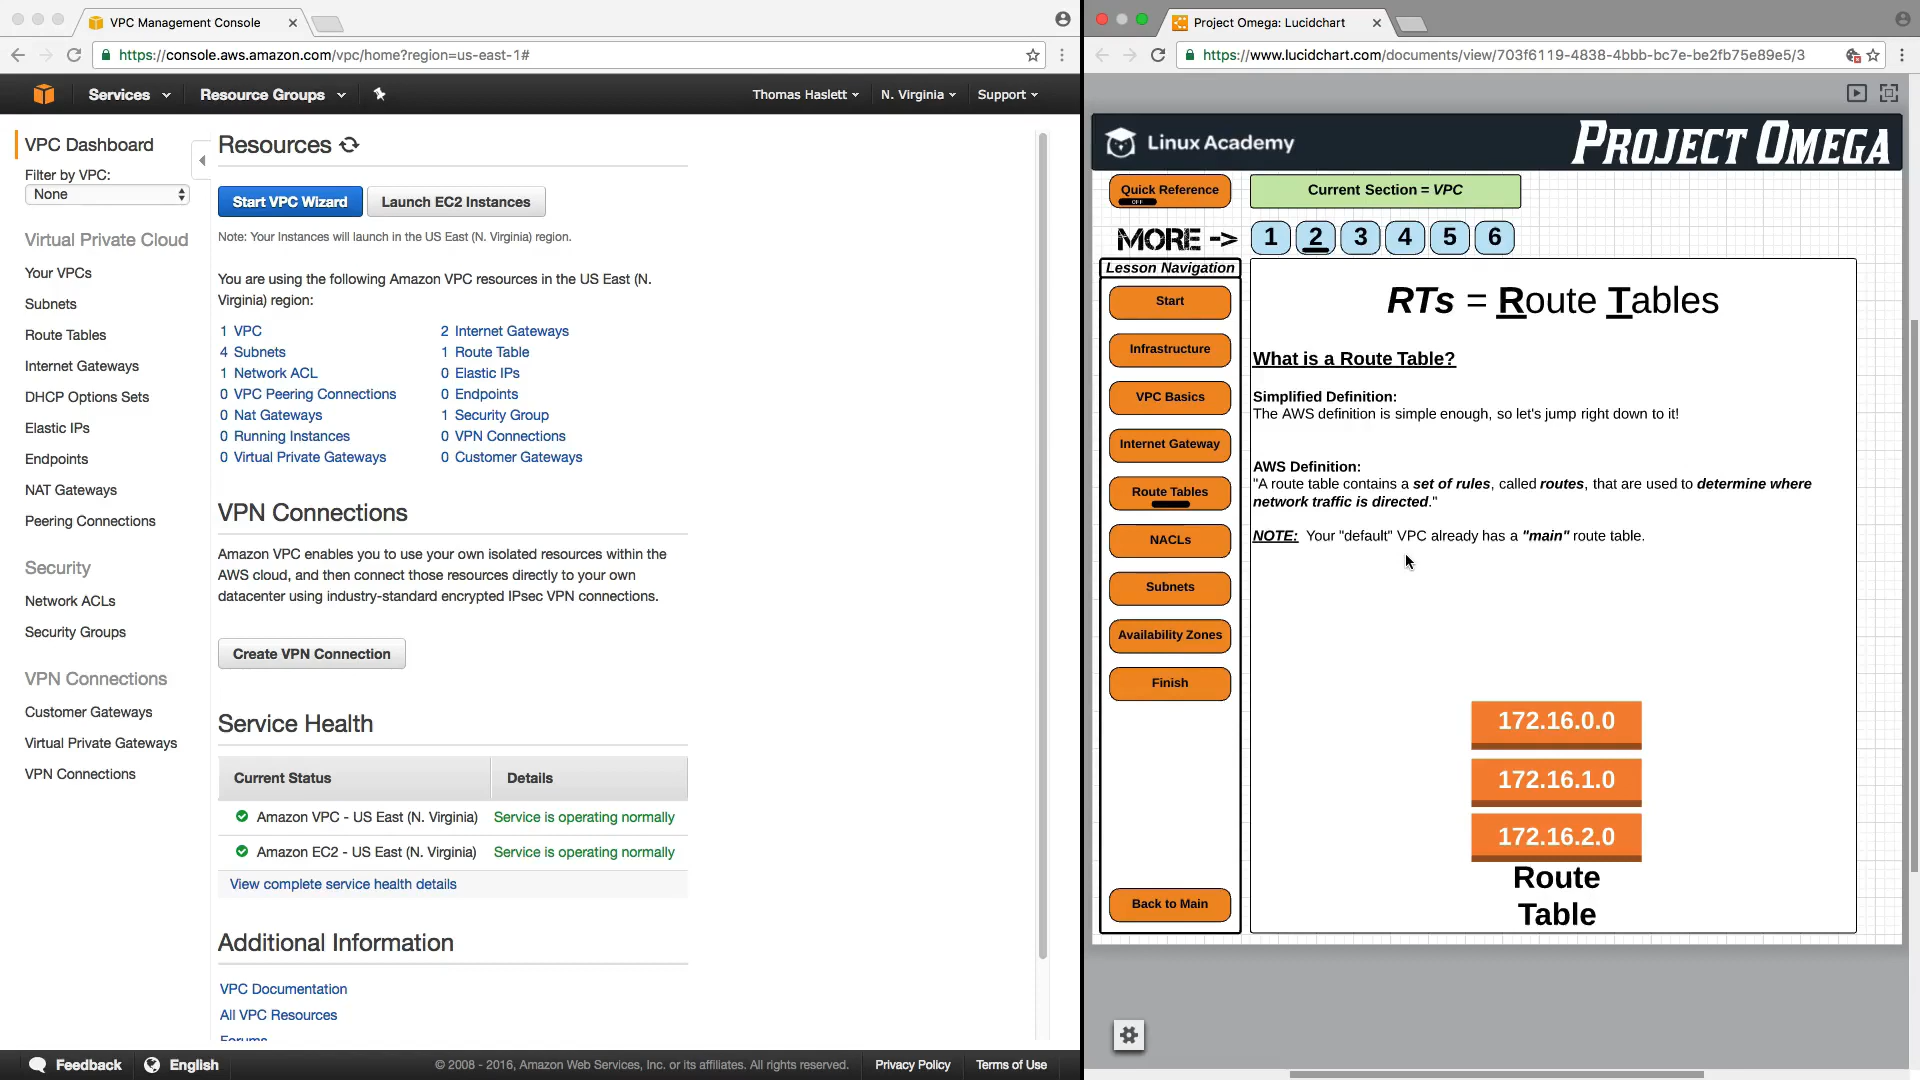 VPC Management Console
https://console.aws.amazon.com/vpc/home?region=us-east-1#
Services
Resource Groups
Thomas Haslett
N. Virginia
Support
VPC Dashboard
Filter by VPC:
None
Virtual Private Cloud
Your VPCs
Subnets
Route Tables
Internet Gateways
DHCP Options Sets
Elastic IPs
Endpoints
NAT Gateways
Peering Connections
Security
Network ACLs
Security Groups
VPN Connections
Customer Gateways
Virtual Private Gateways
VPN Connections
Resources
Start VPC Wizard
Launch EC2 Instances
Note: Your Instances will launch in the US East (N. Virginia) region.
You are using the following Amazon VPC resources in the US East (N.
Virginia) region:
1 VPC
2 Internet Gateways
4 Subnets
1 Route Table
1 Network ACL
0 Elastic IPs
0 VPC Peering Connections
0 Endpoints
0 Nat Gateways
1 Security Group
0 Running Instances
0 VPN Connections
0 Virtual Private Gateways
0 Customer Gateways
VPN Connections
Amazon VPC enables you to use your own isolated resources within the
AWS cloud, and then connect those resources directly to your own
datacenter using industry-standard encrypted IPsec VPN connections.
Create VPN Connection
Service Health
Current Status
Details
Amazon VPC - US East (N. Virginia)
Service is operating normally
Amazon EC2 - US East (N. Virginia)
Service is operating normally
View complete service health details
Additional Information
VPC Documentation
All VPC Resources
Forums
Feedback
English
© 2008 - 2016, Amazon Web Services, Inc. or its affiliates. All rights reserved.
Privacy Policy
Terms of Use
Project Omega: Lucidchart
https://www.lucidchart.com/documents/view/703f6119-4838-4bbb-bc7e-be2fb75e89e5/3
Linux Academy
PROJECT OMEGA
Quick Reference
OFF
Current Section = VPC
MORE ->
1
2
3
4
5
6
Lesson Navigation
Start
Infrastructure
VPC Basics
Internet Gateway
Route Tables
NACLs
Subnets
Availability Zones
Finish
Back to Main
RTs = Route Tables
What is a Route Table?
Simplified Definition:
The AWS definition is simple enough, so let's jump right down to it!
AWS Definition:
"A route table contains a set of rules, called routes, that are used to determine where
network traffic is directed."
NOTE: Your "default" VPC already has a "main" route table.
172.16.0.0
172.16.1.0
172.16.2.0
Route
Table